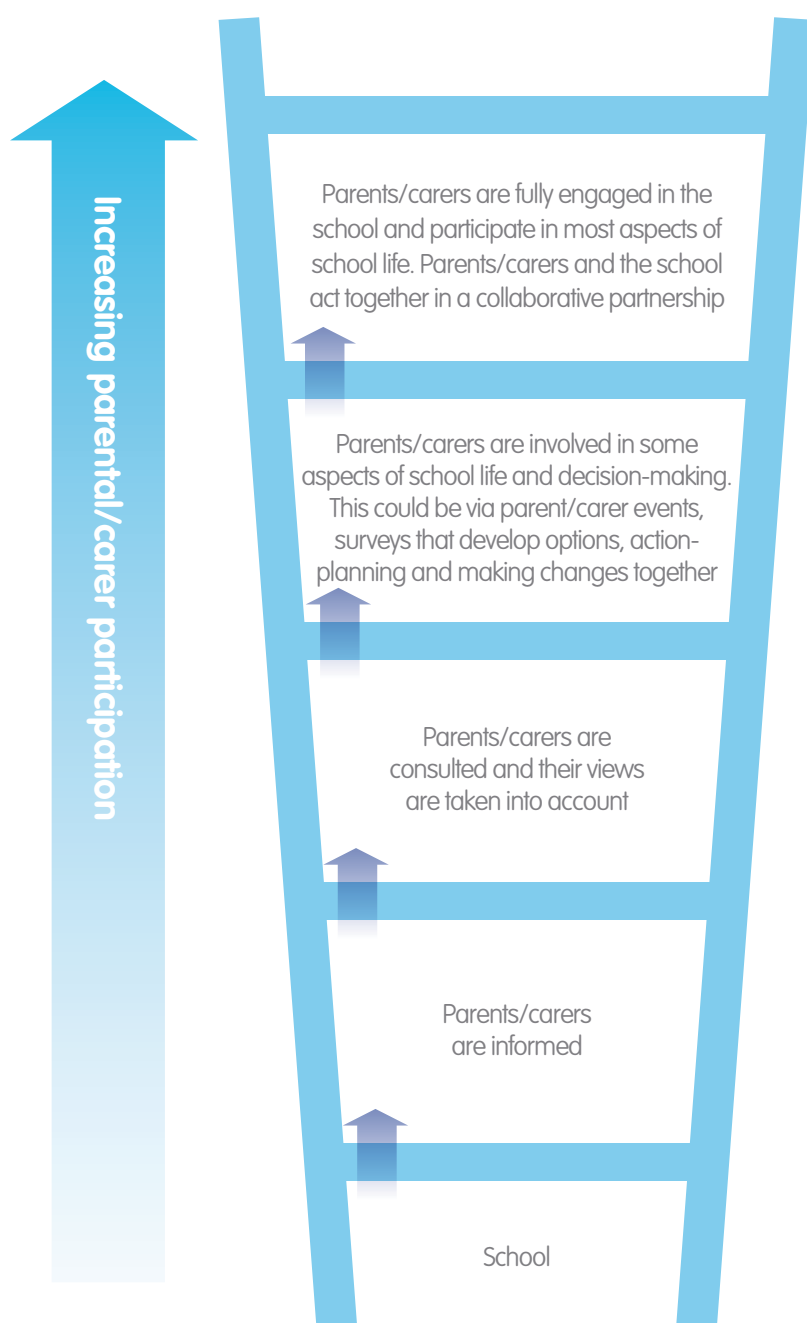 Increasing parental/carer participation
Parents/carers are fully engaged in the
school and participate in most aspects of
school life. Parents/carers and the school
act together in a collaborative partnership
Parents/carers are involved in some
aspects of school life and decision-making.
This could be via parent/carer events,
surveys that develop options, action-
planning and making changes together
Parents/carers are
consulted and their views
are taken into account
Parents/carers
are informed
School